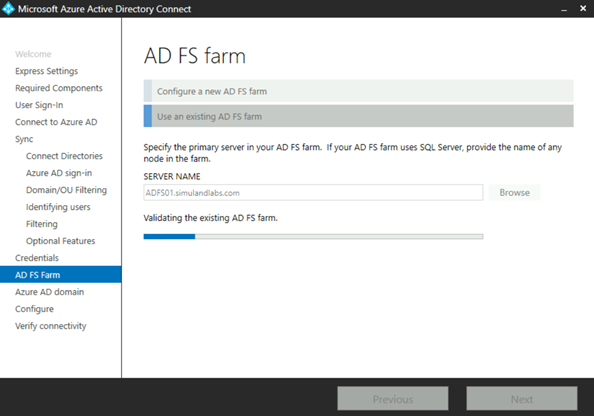 Microsoft Azure Active Directory Connect
Welcome
Express Settings
Required Components
User Sign-In
Connect to Azure AD
Sync
Connect Directories
Azure AD sign-in
Domain/OU Filtering
Identifying users
Filtering
Optional Features
Credentials
AD FS Farm
Azure AD domain
Configure
Verify connectivity
AD FS farm
Configure a new AD FS farm
Use an existing AD FS farm
Specify the primary server in your AD FS farm. If your AD FS farm uses SQL Server, provide the name of any
node in the farm.
SERVER NAME
ADFS01.simulandlabs.com
Browse
Validating the existing AD FS farm.
Previous
Next